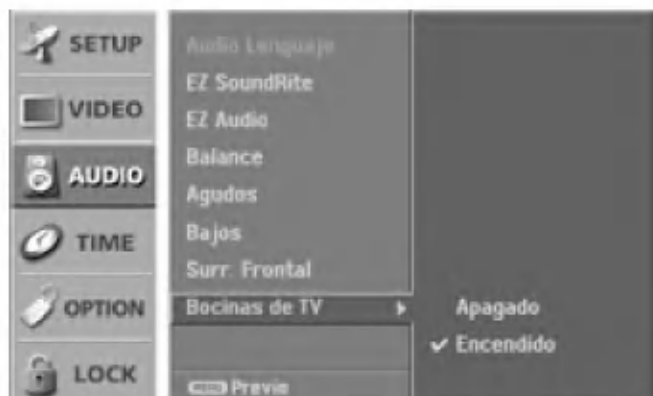 SETUP
VIDEO
AUDIO
TIME
OPTION
LOCK
Audio Lenguaje
EZ SoundRite
EZ Audio
Balance
Agudos
Bajos
Surr. Frontal
Bocinas de TV
Apagado
Encendido
MENU Previo